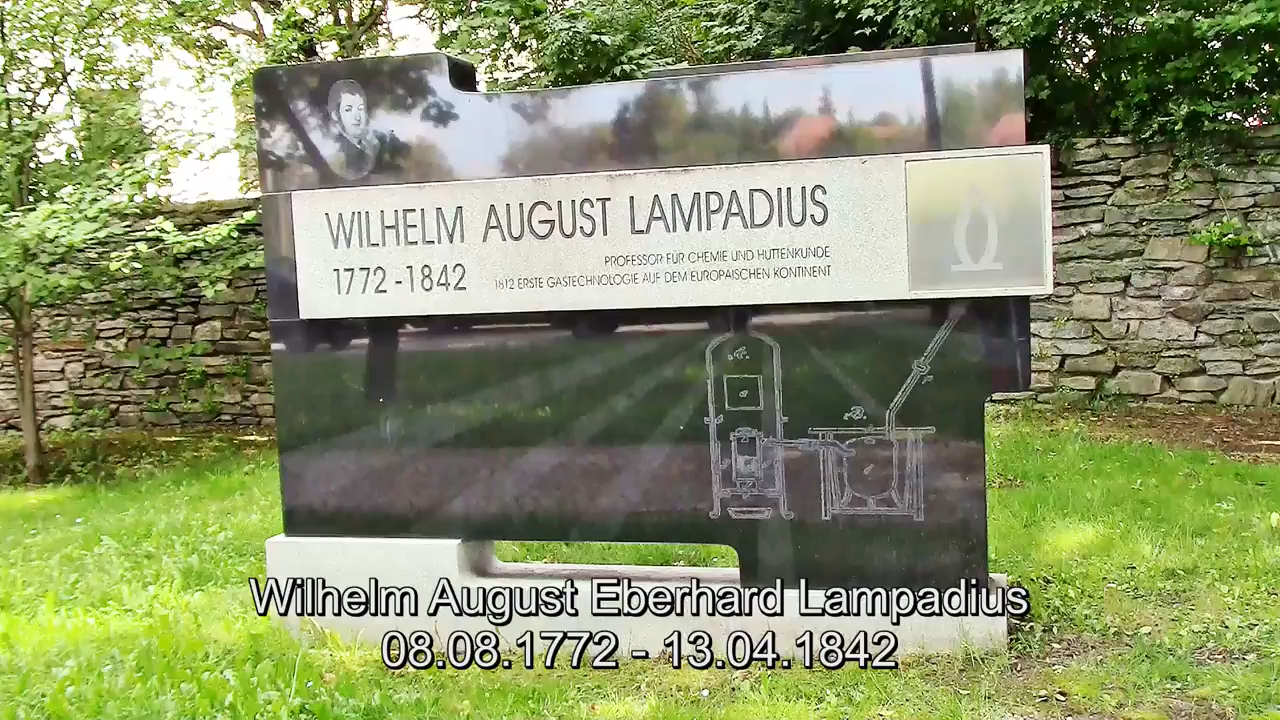 WILHELM AUGUST LAMPADIUS
1772 - 1842
PROFESSOR FÜR CHEMIE UND HÜTTENKUNDE
1812 ERSTE GASTECHNOLOGIE AUF DEM EUROPÄISCHEN KONTINENT
Wilhelm August Eberhard Lampadius
08.08.1772 - 13.04.1842